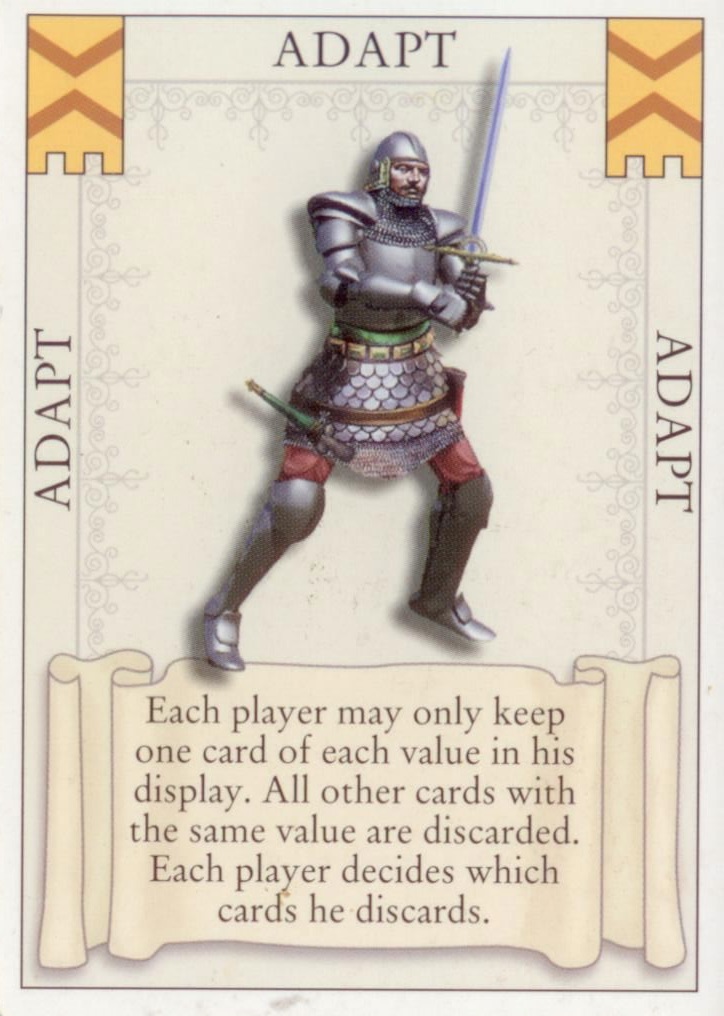 ADAPT
ADAPT
ADAPT
Each player may only keep
one card of each value in his
display. All other cards with
the same value are discarded.
Each player decides which
cards he discards.